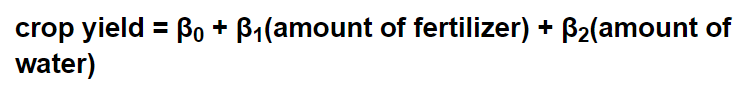 crop yield = β₀ + β₁(amount of fertilizer) + β₂(amount of
water)